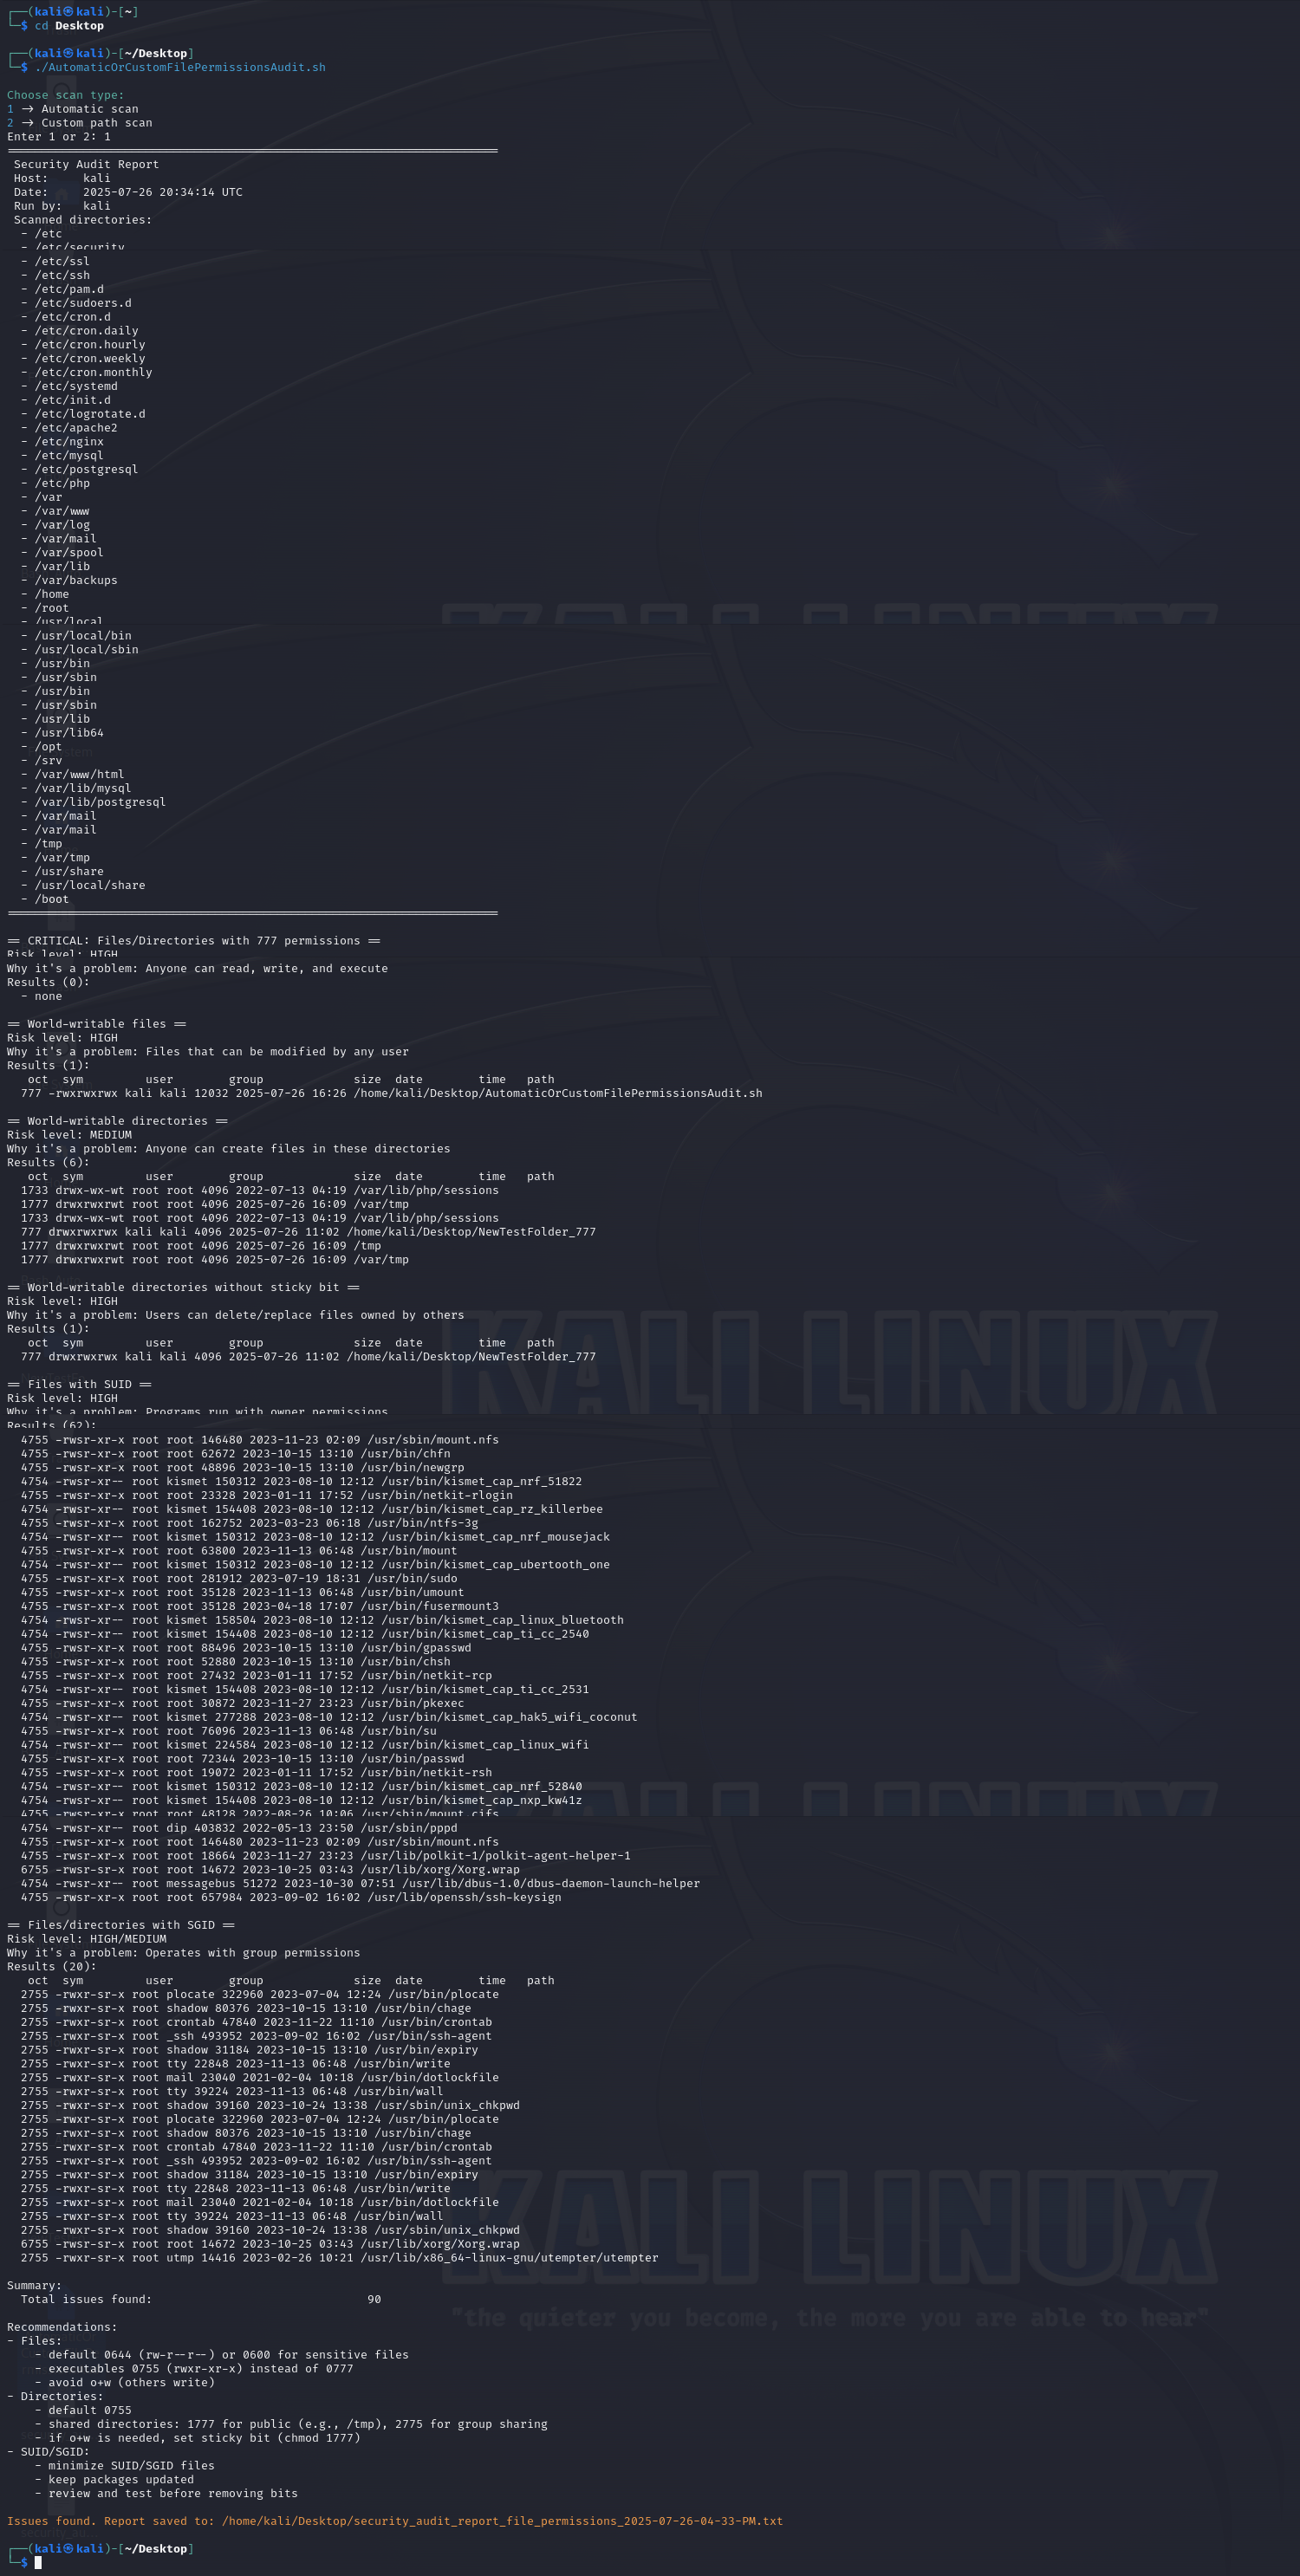 ┌──(kali㉿kali)-[~]
└─$ cd Desktop
┌──(kali㉿kali)-[~/Desktop]
└─$ ./AutomaticOrCustomFilePermissionsAudit.sh
Choose scan type:
1 → Automatic scan
2 → Custom path scan
Enter 1 or 2: 1
Security Audit Report
Host: kali
Date: 2025-07-26 20:34:14 UTC
Run by: kali
Scanned directories:
- /etc
- /etc/security
- /etc/ssl
- /etc/ssh
- /etc/pam.d
- /etc/sudoers.d
- /etc/cron.d
- /etc/cron.daily
- /etc/cron.hourly
- /etc/cron.weekly
- /etc/cron.monthly
- /etc/systemd
- /etc/init.d
- /etc/logrotate.d
- /etc/apache2
- /etc/nginx
- /etc/mysql
- /etc/postgresql
- /etc/php
- /var
- /var/www
- /var/log
- /var/mail
- /var/spool
- /var/lib
- /var/backups
- /home
- /root
- /usr/local
- /usr/local/bin
- /usr/local/sbin
- /usr/bin
- /usr/sbin
- /usr/bin
- /usr/sbin
- /usr/lib
- /usr/lib64
- /opt
- /srv
- /var/www/html
- /var/lib/mysql
- /var/lib/postgresql
- /var/mail
- /var/mail
- /tmp
- /var/tmp
- /usr/share
- /usr/local/share
- /boot
== CRITICAL: Files/Directories with 777 permissions ==
Risk level: HIGH
Why it's a problem: Anyone can read, write, and execute
Results (0):
- none
== World-writable files ==
Risk level: HIGH
Why it's a problem: Files that can be modified by any user
Results (1):
oct sym user group size date time path
777 -rwxrwxrwx kali kali 12032 2025-07-26 16:26 /home/kali/Desktop/AutomaticOrCustomFilePermissionsAudit.sh
== World-writable directories ==
Risk level: MEDIUM
Why it's a problem: Anyone can create files in these directories
Results (6):
oct sym user group size date time path
1733 drwx-wx-wt root root 4096 2022-07-13 04:19 /var/lib/php/sessions
1777 drwxrwxrwt root root 4096 2025-07-26 16:09 /var/tmp
1733 drwx-wx-wt root root 4096 2022-07-13 04:19 /var/lib/php/sessions
777 drwxrwxrwx kali kali 4096 2025-07-26 11:02 /home/kali/Desktop/NewTestFolder_777
1777 drwxrwxrwt root root 4096 2025-07-26 16:09 /tmp
1777 drwxrwxrwt root root 4096 2025-07-26 16:09 /var/tmp
== World-writable directories without sticky bit ==
Risk level: HIGH
Why it's a problem: Users can delete/replace files owned by others
Results (1):
oct sym user group size date time path
777 drwxrwxrwx kali kali 4096 2025-07-26 11:02 /home/kali/Desktop/NewTestFolder_777
== Files with SUID ==
Risk level: HIGH
Why it's a problem: Programs run with owner permissions
Results (62):
4755 -rwsr-xr-x root root 146480 2023-11-23 02:09 /usr/sbin/mount.nfs
4755 -rwsr-xr-x root root 62672 2023-10-15 13:10 /usr/bin/chfn
4755 -rwsr-xr-x root root 48896 2023-10-15 13:10 /usr/bin/newgrp
4754 -rwsr-xr-- root kismet 150312 2023-08-10 12:12 /usr/bin/kismet_cap_nrf_51822
4755 -rwsr-xr-x root root 23328 2023-01-11 17:52 /usr/bin/netkit-rlogin
4754 -rwsr-xr-- root kismet 154408 2023-08-10 12:12 /usr/bin/kismet_cap_rz_killerbee
4755 -rwsr-xr-x root root 162752 2023-03-23 06:18 /usr/bin/ntfs-3g
4754 -rwsr-xr-- root kismet 150312 2023-08-10 12:12 /usr/bin/kismet_cap_nrf_mousejack
4755 -rwsr-xr-x root root 63800 2023-11-13 06:48 /usr/bin/mount
4754 -rwsr-xr-- root kismet 150312 2023-08-10 12:12 /usr/bin/kismet_cap_ubertooth_one
4755 -rwsr-xr-x root root 281912 2023-07-19 18:31 /usr/bin/sudo
4755 -rwsr-xr-x root root 35128 2023-11-13 06:48 /usr/bin/umount
4755 -rwsr-xr-x root root 35128 2023-04-18 17:07 /usr/bin/fusermount3
4754 -rwsr-xr-- root kismet 158504 2023-08-10 12:12 /usr/bin/kismet_cap_linux_bluetooth
4754 -rwsr-xr-- root kismet 154408 2023-08-10 12:12 /usr/bin/kismet_cap_ti_cc_2540
4755 -rwsr-xr-x root root 88496 2023-10-15 13:10 /usr/bin/gpasswd
4755 -rwsr-xr-x root root 52880 2023-10-15 13:10 /usr/bin/chsh
4755 -rwsr-xr-x root root 27432 2023-01-11 17:52 /usr/bin/netkit-rcp
4754 -rwsr-xr-- root kismet 154408 2023-08-10 12:12 /usr/bin/kismet_cap_ti_cc_2531
4755 -rwsr-xr-x root root 30872 2023-11-27 23:23 /usr/bin/pkexec
4754 -rwsr-xr-- root kismet 277288 2023-08-10 12:12 /usr/bin/kismet_cap_hak5_wifi_coconut
4755 -rwsr-xr-x root root 76096 2023-11-13 06:48 /usr/bin/su
4754 -rwsr-xr-- root kismet 224584 2023-08-10 12:12 /usr/bin/kismet_cap_linux_wifi
4755 -rwsr-xr-x root root 72344 2023-10-15 13:10 /usr/bin/passwd
4755 -rwsr-xr-x root root 19072 2023-01-11 17:52 /usr/bin/netkit-rsh
4754 -rwsr-xr-- root kismet 150312 2023-08-10 12:12 /usr/bin/kismet_cap_nrf_52840
4754 -rwsr-xr-- root kismet 154408 2023-08-10 12:12 /usr/bin/kismet_cap_nxp_kw41z
4755 -rwsr-xr-x root root 48128 2022-08-26 10:06 /usr/sbin/mount.cifs
4754 -rwsr-xr-- root dip 403832 2022-05-13 23:50 /usr/sbin/pppd
4755 -rwsr-xr-x root root 146480 2023-11-23 02:09 /usr/sbin/mount.nfs
4755 -rwsr-xr-x root root 18664 2023-11-27 23:23 /usr/lib/polkit-1/polkit-agent-helper-1
6755 -rwsr-sr-x root root 14672 2023-10-25 03:43 /usr/lib/xorg/Xorg.wrap
4754 -rwsr-xr-- root messagebus 51272 2023-10-30 07:51 /usr/lib/dbus-1.0/dbus-daemon-launch-helper
4755 -rwsr-xr-x root root 657984 2023-09-02 16:02 /usr/lib/openssh/ssh-keysign
== Files/directories with SGID ==
Risk level: HIGH/MEDIUM
Why it's a problem: Operates with group permissions
Results (20):
oct sym user group size date time path
2755 -rwxr-sr-x root plocate 322960 2023-07-04 12:24 /usr/bin/plocate
2755 -rwxr-sr-x root shadow 80376 2023-10-15 13:10 /usr/bin/chage
2755 -rwxr-sr-x root crontab 47840 2023-11-22 11:10 /usr/bin/crontab
2755 -rwxr-sr-x root _ssh 493952 2023-09-02 16:02 /usr/bin/ssh-agent
2755 -rwxr-sr-x root shadow 31184 2023-10-15 13:10 /usr/bin/expiry
2755 -rwxr-sr-x root tty 22848 2023-11-13 06:48 /usr/bin/write
2755 -rwxr-sr-x root mail 23040 2021-02-04 10:18 /usr/bin/dotlockfile
2755 -rwxr-sr-x root tty 39224 2023-11-13 06:48 /usr/bin/wall
2755 -rwxr-sr-x root shadow 39160 2023-10-24 13:38 /usr/sbin/unix_chkpwd
2755 -rwxr-sr-x root plocate 322960 2023-07-04 12:24 /usr/bin/plocate
2755 -rwxr-sr-x root shadow 80376 2023-10-15 13:10 /usr/bin/chage
2755 -rwxr-sr-x root crontab 47840 2023-11-22 11:10 /usr/bin/crontab
2755 -rwxr-sr-x root _ssh 493952 2023-09-02 16:02 /usr/bin/ssh-agent
2755 -rwxr-sr-x root shadow 31184 2023-10-15 13:10 /usr/bin/expiry
2755 -rwxr-sr-x root tty 22848 2023-11-13 06:48 /usr/bin/write
2755 -rwxr-sr-x root mail 23040 2021-02-04 10:18 /usr/bin/dotlockfile
2755 -rwxr-sr-x root tty 39224 2023-11-13 06:48 /usr/bin/wall
2755 -rwxr-sr-x root shadow 39160 2023-10-24 13:38 /usr/sbin/unix_chkpwd
6755 -rwsr-sr-x root root 14672 2023-10-25 03:43 /usr/lib/xorg/Xorg.wrap
2755 -rwxr-sr-x root utmp 14416 2023-02-26 10:21 /usr/lib/x86_64-linux-gnu/utempter/utempter
Summary:
Total issues found: 90
KALI LINUX
"the quieter you become, the more you are able to hear"
Recommendations:
- Files:
- default 0644 (rw-r--r--) or 0600 for sensitive files
- executables 0755 (rwxr-xr-x) instead of 0777
- avoid o+w (others write)
- Directories:
- default 0755
- shared directories: 1777 for public (e.g., /tmp), 2775 for group sharing
- if o+w is needed, set sticky bit (chmod 1777)
- SUID/SGID:
- minimize SUID/SGID files
- keep packages updated
- review and test before removing bits
Issues found. Report saved to: /home/kali/Desktop/security_audit_report_file_permissions_2025-07-26-04-33-PM.txt
┌──(kali㉿kali)-[~/Desktop]
└─$